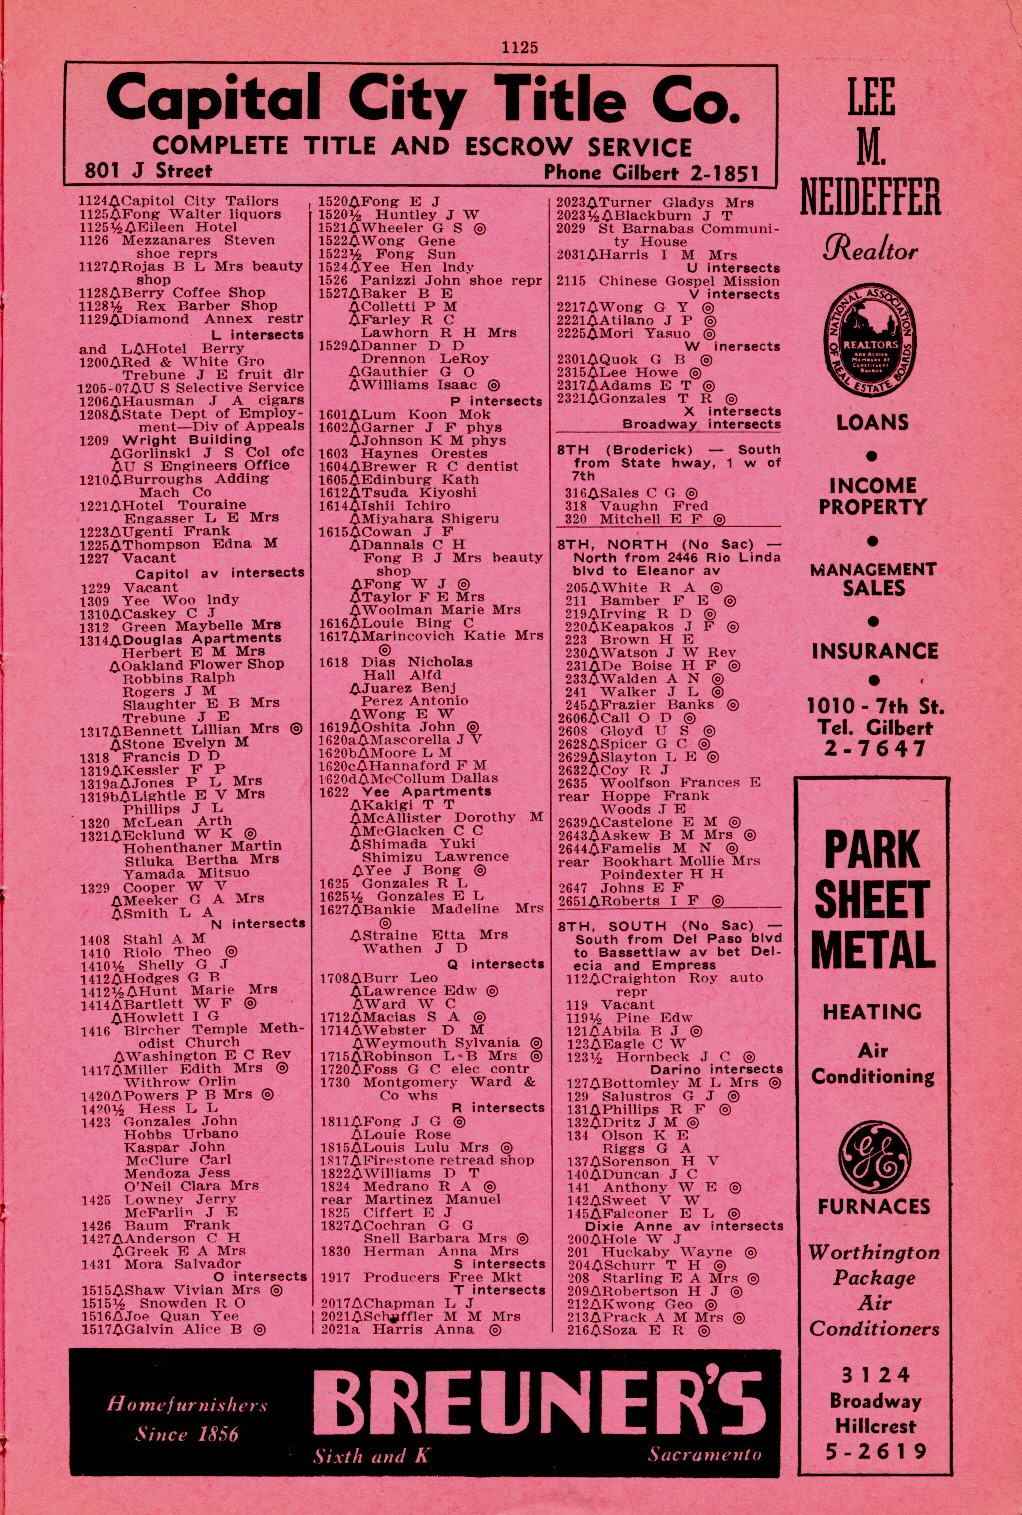 1125
Capital City Title Co.
COMPLETE TITLE AND ESCROW SERVICE
801 J Street Phone Gilbert 2-1851
1124△Capitol City Tailors
1125△Fong Walter liquors
1125½△Eileen Hotel
1126 Mezzanares Steven
shoe reprs
1127△Rojas B L Mrs beauty
shop
1128△Berry Coffee Shop
1128½ Rex Barber Shop
1129△Diamond Annex restr
L intersects
and L△Hotel Berry
1200△Red & White Gro
Trebune J E fruit dlr
1205-07△U S Selective Service
1206△Hausman J A cigars
1208△State Dept of Employ-
ment—Div of Appeals
1209 Wright Building
△Gorlinski J S Col ofc
△U S Engineers Office
1210△Burroughs Adding
Mach Co
1221△Hotel Touraine
Engasser L E Mrs
1223△Ugenti Frank
1225△Thompson Edna M
1227 Vacant
Capitol av intersects
1229 Vacant
1309 Yee Woo lndy
1310△Caskey C J
1312 Green Maybelle Mrs
1314△Douglas Apartments
Herbert E M Mrs
△Oakland Flower Shop
Robbins Ralph
Rogers J M
Slaughter E B Mrs
Trebune J E
1317△Bennett Lillian Mrs ◎
△Stone Evelyn M
1318 Francis D D
1319△Kessler F P
1319a△Jones P L Mrs
1319b△Lightle E V Mrs
Phillips J L
1320 McLean Arth
1321△Ecklund W K ◎
Hohenthaner Martin
Stluka Bertha Mrs
Yamada Mitsuo
1329 Cooper W V
△Meeker G A Mrs
△Smith L A
N intersects
1408 Stahl A M
1410 Riolo Theo ◎
1410½ Shelly G J
1412△Hodges G B
1412½△Hunt Marie Mrs
1414△Bartlett W F ◎
△Howlett I G
1416 Bircher Temple Meth-
odist Church
△Washington E C Rev
1417△Miller Edith Mrs ◎
Withrow Orlin
1420△Powers P B Mrs ◎
1420½ Hess L L
1423 Gonzales John
Hobbs Urbano
Kaspar John
McClure Carl
Mendoza Jess
O'Neil Clara Mrs
1425 Lowney Jerry
McFarlin J E
1426 Baum Frank
1427△Anderson C H
△Greek E A Mrs
1431 Mora Salvador
O intersects
1515△Shaw Vivian Mrs ◎
1515½ Snowden R O
1516△Joe Quan Yee
1517△Galvin Alice B ◎
1520△Fong E J
1520½ Huntley J W
1521△Wheeler G S ◎
1522△Wong Gene
1522½ Fong Sun
1524△Yee Hen lndy
1526 Panizzi John shoe repr
1527△Baker B E
△Colletti P M
△Farley R C
Lawhorn R H Mrs
1529△Danner D D
Drennon LeRoy
△Gauthier G O
△Williams Isaac ◎
P intersects
1601△Lum Koon Mok
1602△Garner J F phys
△Johnson K M phys
1603 Haynes Orestes
1604△Brewer R C dentist
1605△Edinburg Kath
1612△Tsuda Kiyoshi
1614△Ishii Ichiro
△Miyahara Shigeru
1615△Cowan J F
△Dannals C H
Fong B J Mrs beauty
shop
△Fong W J ◎
△Taylor F E Mrs
△Woolman Marie Mrs
1616△Louie Bing C
1617△Marincovich Katie Mrs
◎
1618 Dias Nicholas
Hall Alfd
△Juarez Benj
Perez Antonio
△Wong E W
1619△Oshita John ◎
1620a△Mascorella J V
1620b△Moore L M
1620c△Hannaford F M
1620d△McCollum Dallas
1622 Yee Apartments
△Kakigi T T
△McAllister Dorothy M
△McGlacken C C
△Shimada Yuki
Shimizu Lawrence
△Yee J Bong ◎
1625 Gonzales R L
1625½ Gonzales E L
1627△Bankie Madeline Mrs
◎
△Straine Etta Mrs
Wathen J D
Q intersects
1708△Burr Leo
△Lawrence Edw ◎
△Ward W C
1712△Macias S A ◎
1714△Webster D M
△Weymouth Sylvania ◎
1715△Robinson L B Mrs ◎
1720△Foss G C elec contr
1730 Montgomery Ward &
Co whs
R intersects
1811△Fong J G ◎
△Louie Rose
1815△Louis Lulu Mrs ◎
1817△Firestone retread shop
1822△Williams D T
1824 Medrano R A ◎
rear Martinez Manuel
1825 Ciffert E J
1827△Cochran G G
Snell Barbara Mrs ◎
1830 Herman Anna Mrs
S intersects
1917 Producers Free Mkt
T intersects
2017△Chapman L J
2021△Schuffler M M Mrs
2021a Harris Anna ◎
2023△Turner Gladys Mrs
2023½△Blackburn J T
2029 St Barnabas Communi-
ty House
2031△Harris I M Mrs
U intersects
2115 Chinese Gospel Mission
V intersects
2217△Wong G Y ◎
2221△Atilano J P ◎
2225△Mori Yasuo ◎
W inersects
2301△Quok G B ◎
2315△Lee Howe ◎
2317△Adams E T ◎
2321△Gonzales T R ◎
X intersects
Broadway intersects
8TH (Broderick) — South
from State hway, 1 w of
7th
316△Sales C G ◎
318 Vaughn Fred
320 Mitchell E F ◎
8TH, NORTH (No Sac) —
North from 2446 Rio Linda
blvd to Eleanor av
205△White R A ◎
211 Bamber F E ◎
219△Irving R D ◎
220△Keapakos J F ◎
223 Brown H E
230△Watson J W Rev
231△De Boise H F ◎
233△Walden A N ◎
241 Walker J L ◎
245△Frazier Banks ◎
2606△Call O D ◎
2608 Gloyd U S ◎
2628△Spicer G C ◎
2629△Slayton L E ◎
2632△Coy R J
2635 Woolfson Frances E
rear Hoppe Frank
Woods J E
2639△Castelone E M ◎
2643△Askew B M Mrs ◎
2644△Famelis M N ◎
rear Bookhart Mollie Mrs
Poindexter H H
2647 Johns E F
2651△Roberts I F ◎
8TH, SOUTH (No Sac) —
South from Del Paso blvd
to Bassettlaw av bet Del-
ecia and Empress
112△Craighton Roy auto
repr
119 Vacant
119½ Pine Edw
121△Abila B J ◎
123△Eagle C W
123½ Hornbeck J C ◎
Darino intersects
127△Bottomley M L Mrs ◎
129 Salustros G J ◎
131△Phillips R F ◎
132△Dritz J M ◎
134 Olson K E
Riggs G A
137△Sorenson H V
140△Duncan J C
141 Anthony W E ◎
142△Sweet V W
145△Falconer E L ◎
Dixie Anne av intersects
200△Hole W J
201 Huckaby Wayne ◎
204△Schurr T H ◎
208 Starling E A Mrs ◎
209△Robertson H J ◎
212△Kwong Geo ◎
213△Prack A M Mrs ◎
216△Soza E R ◎
LEE
M.
NEIDEFFER
Realtor
NATIONAL ASSOCIATION
OF REAL ESTATE BOARDS
REALTORS
ARE ACTIVE
MEMBERS OF
CONSTITUENT
BOARDS
LOANS
•
INCOME
PROPERTY
•
MANAGEMENT
SALES
•
INSURANCE
•
1010 - 7th St.
Tel. Gilbert
2-7647
PARK
SHEET
METAL
HEATING
Air
Conditioning
GE
FURNACES
Worthington
Package
Air
Conditioners
3124
Broadway
Hillcrest
5-2619
Homefurnishers
Since 1856
BREUNER'S
Sixth and K Sacramento